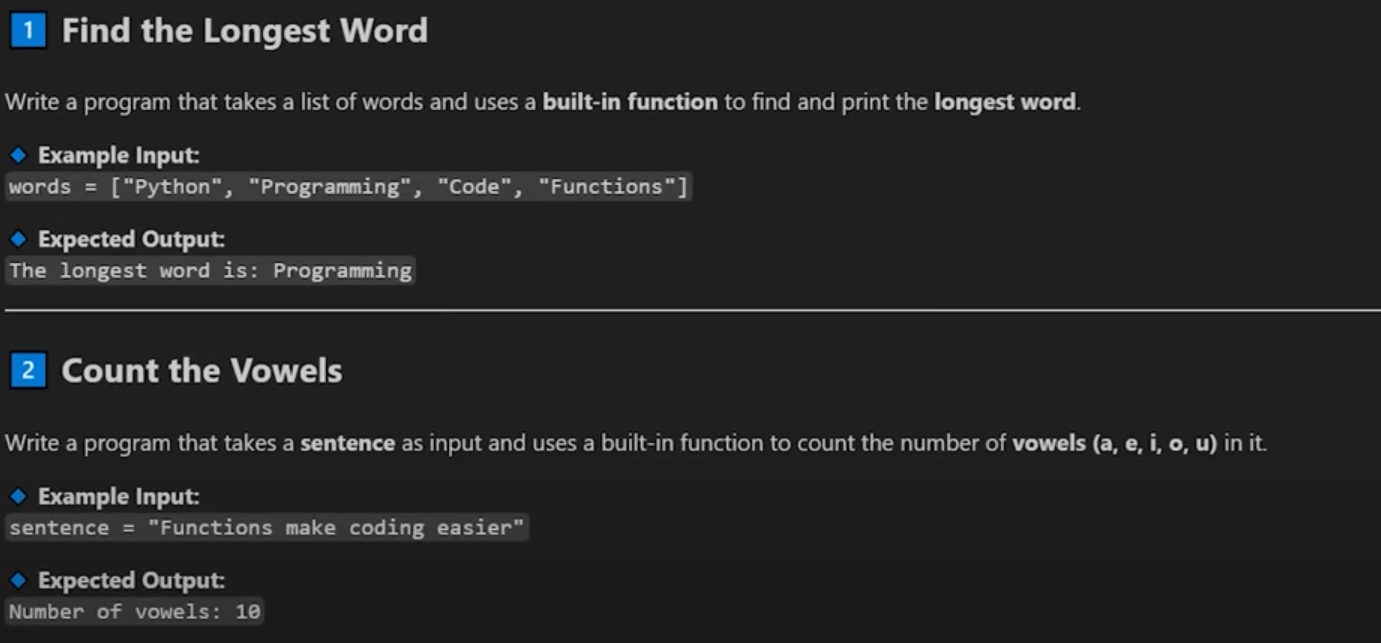 1 Find the Longest Word
Write a program that takes a list of words and uses a built-in function to find and print the longest word.
Example Input:
words = ["Python", "Programming", "Code", "Functions"]
Expected Output:
The longest word is: Programming
2 Count the Vowels
Write a program that takes a sentence as input and uses a built-in function to count the number of vowels (a, e, i, o, u) in it.
Example Input:
sentence = "Functions make coding easier"
Expected Output:
Number of vowels: 10